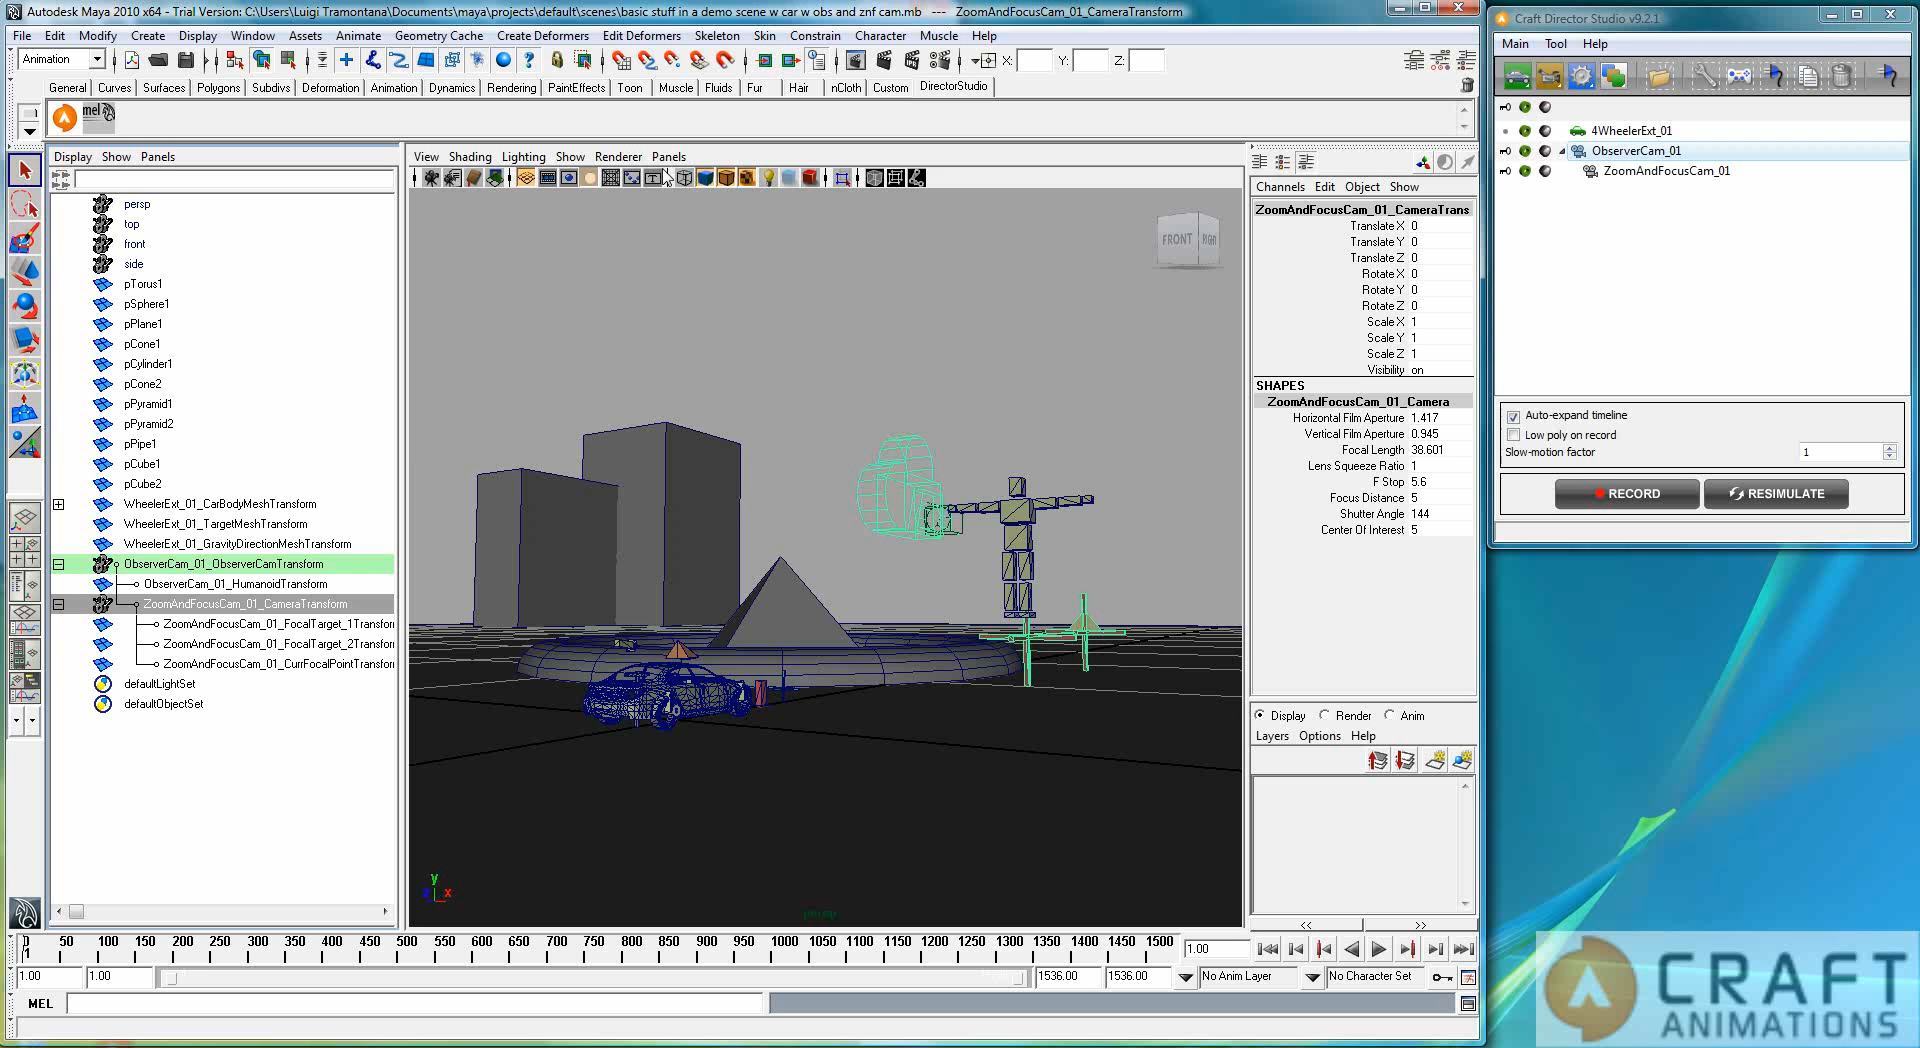 Autodesk Maya 2010 x64 - Trial Version: C:\Users\Luigi Tramontana\Documents\maya\projects\default\scenes\basic stuff in a demo scene w car w obs and znf cam.mb --- ZoomAndFocusCam_01_CameraTransform
File Edit Modify Create Display Window Assets Animate Geometry Cache Create Deformers Edit Deformers Skeleton Skin Constrain Character Muscle Help
Animation X: Y: Z:
General Curves Surfaces Polygons Subdivs Deformation Animation Dynamics Rendering PaintEffects Toon Muscle Fluids Fur Hair nCloth Custom DirectorStudio
mel
Display Show Panels
persp
top
front
side
pTorus1
pSphere1
pPlane1
pCone1
pCylinder1
pCone2
pPyramid1
pPyramid2
pPipe1
pCube1
pCube2
WheelerExt_01_CarBodyMeshTransform
WheelerExt_01_TargetMeshTransform
WheelerExt_01_GravityDirectionMeshTransform
ObserverCam_01_ObserverCamTransform
ObserverCam_01_HumanoidTransform
ZoomAndFocusCam_01_CameraTransform
ZoomAndFocusCam_01_FocalTarget_1Transfor
ZoomAndFocusCam_01_FocalTarget_2Transfor
ZoomAndFocusCam_01_CurrFocalPointTransfor
defaultLightSet
defaultObjectSet
View Shading Lighting Show Renderer Panels
FRONT RIGH
y
x
persp
Channels Edit Object Show
ZoomAndFocusCam_01_CameraTrans
Translate X 0
Translate Y 0
Translate Z 0
Rotate X 0
Rotate Y 0
Rotate Z 0
Scale X 1
Scale Y 1
Scale Z 1
Visibility on
SHAPES
ZoomAndFocusCam_01_Camera
Horizontal Film Aperture 1.417
Vertical Film Aperture 0.945
Focal Length 38.601
Lens Squeeze Ratio 1
F Stop 5.6
Focus Distance 5
Shutter Angle 144
Center Of Interest 5
Display Render Anim
Layers Options Help
<< >>
1 50 100 150 200 250 300 350 400 450 500 550 600 650 700 750 800 850 900 950 1000 1050 1100 1150 1200 1250 1300 1350 1400 1450 1500 1.00
1.00 1.00 1536.00 1536.00 No Anim Layer No Character Set
MEL
Craft Director Studio v9.2.1
Main Tool Help
4WheelerExt_01
ObserverCam_01
ZoomAndFocusCam_01
Auto-expand timeline
Low poly on record
Slow-motion factor 1
RECORD RESIMULATE
CRAFT
ANIMATIONS